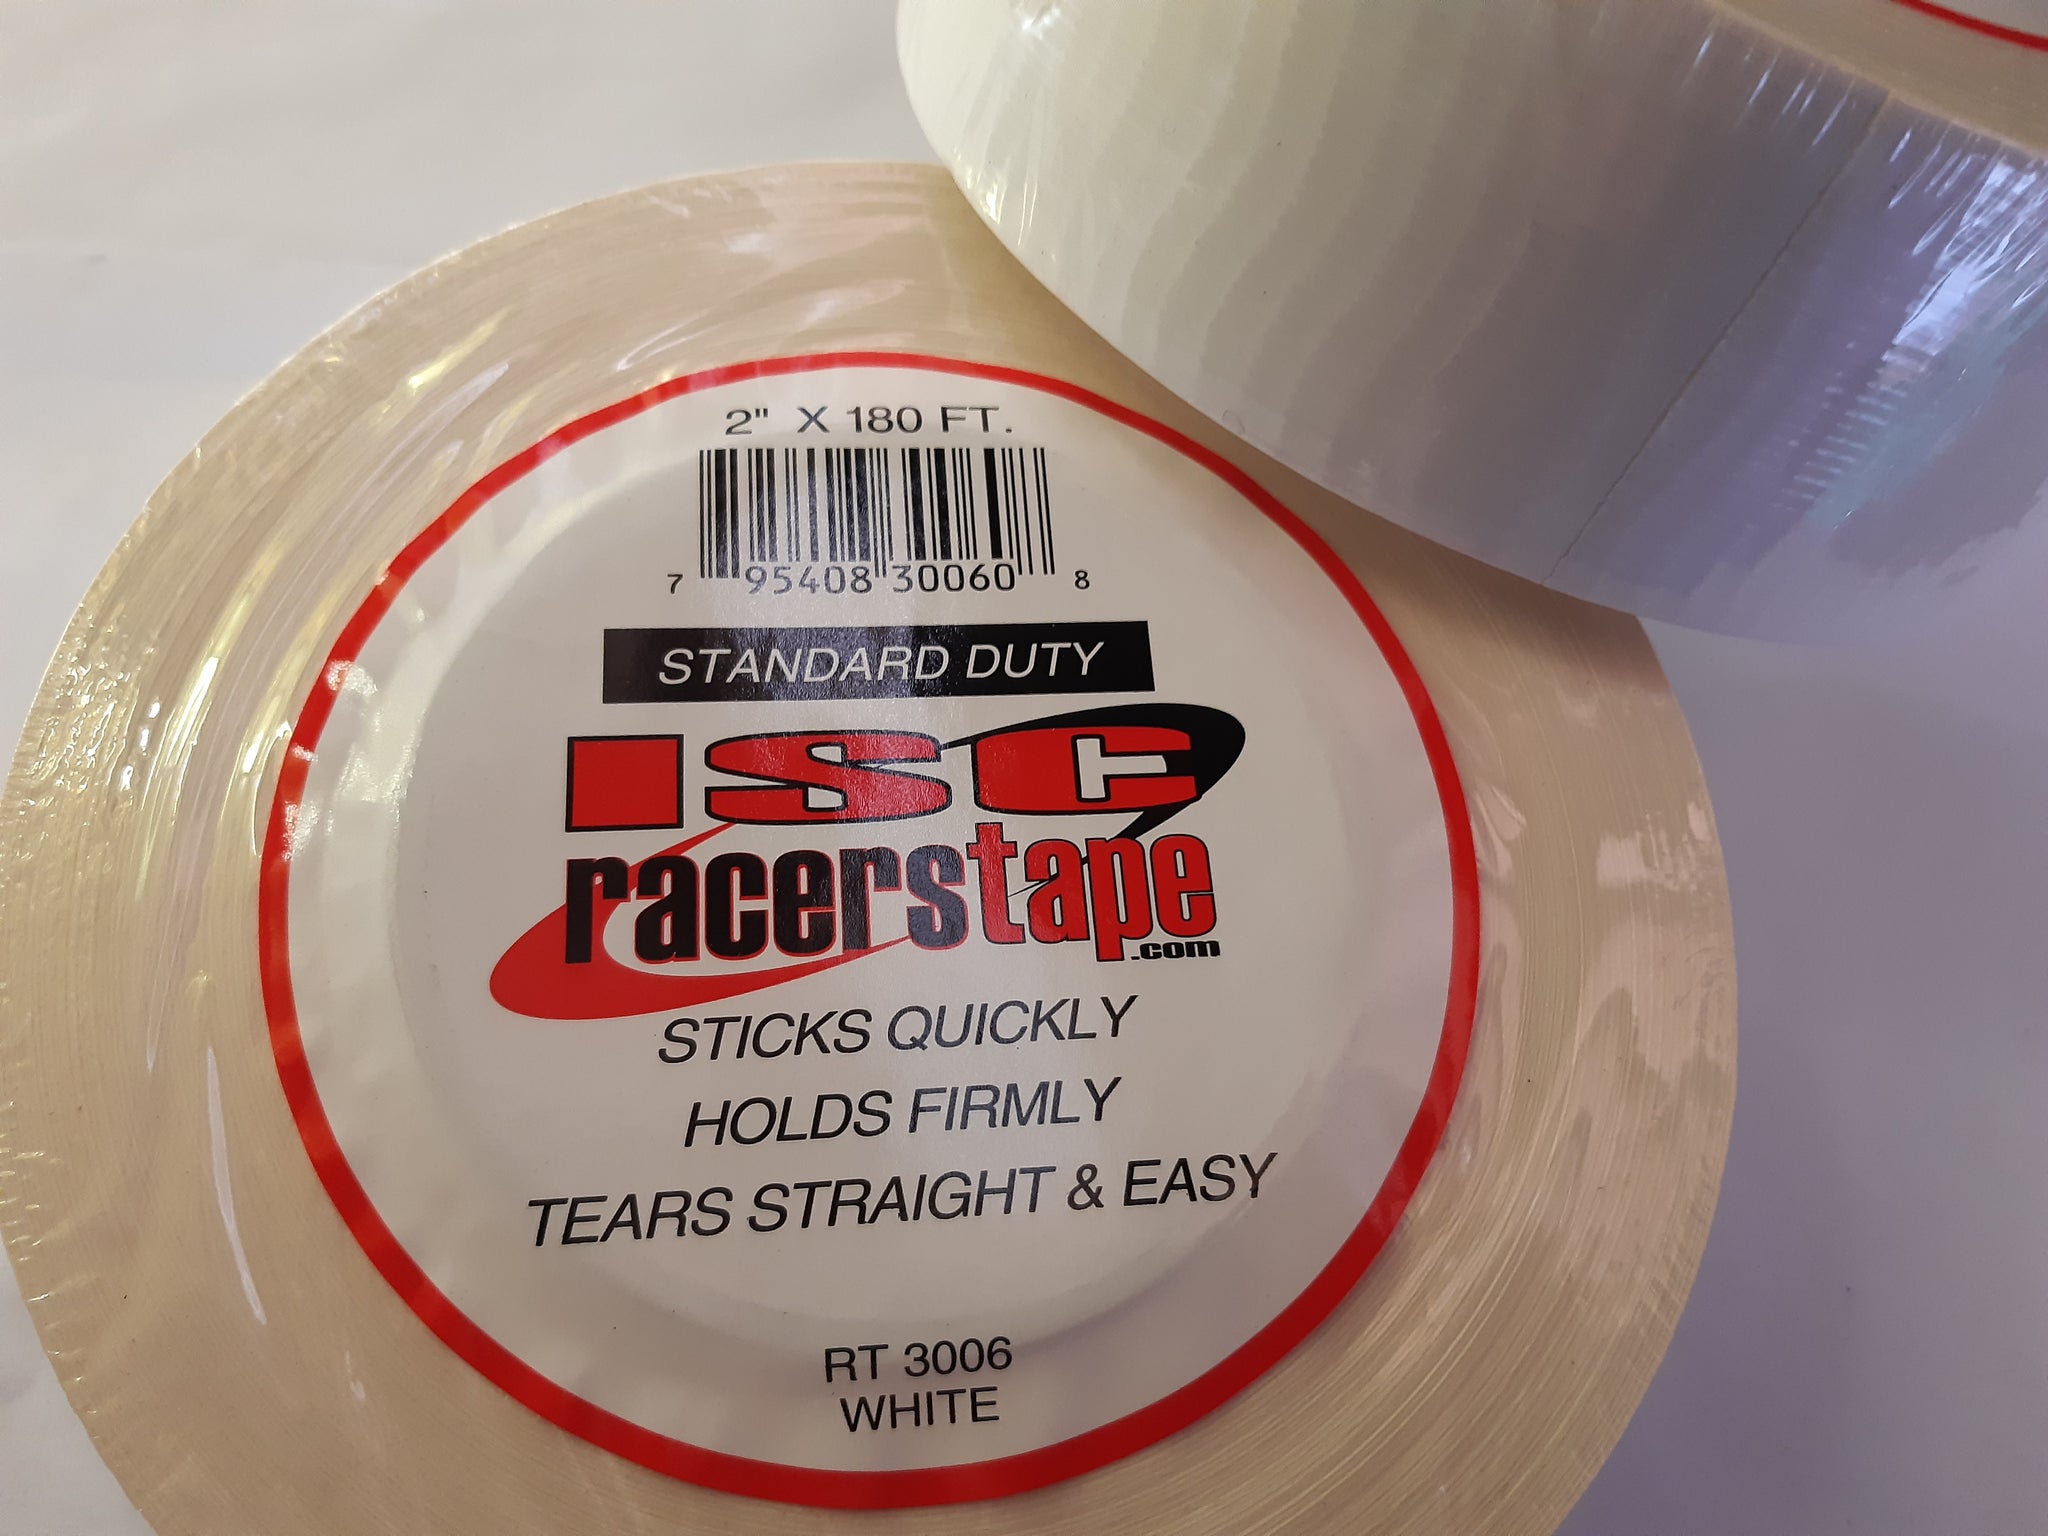 2" X 180 FT.
7 95408 30060 8
STANDARD DUTY
ISC
racerstape
.com
STICKS QUICKLY
HOLDS FIRMLY
TEARS STRAIGHT & EASY
RT 3006
WHITE